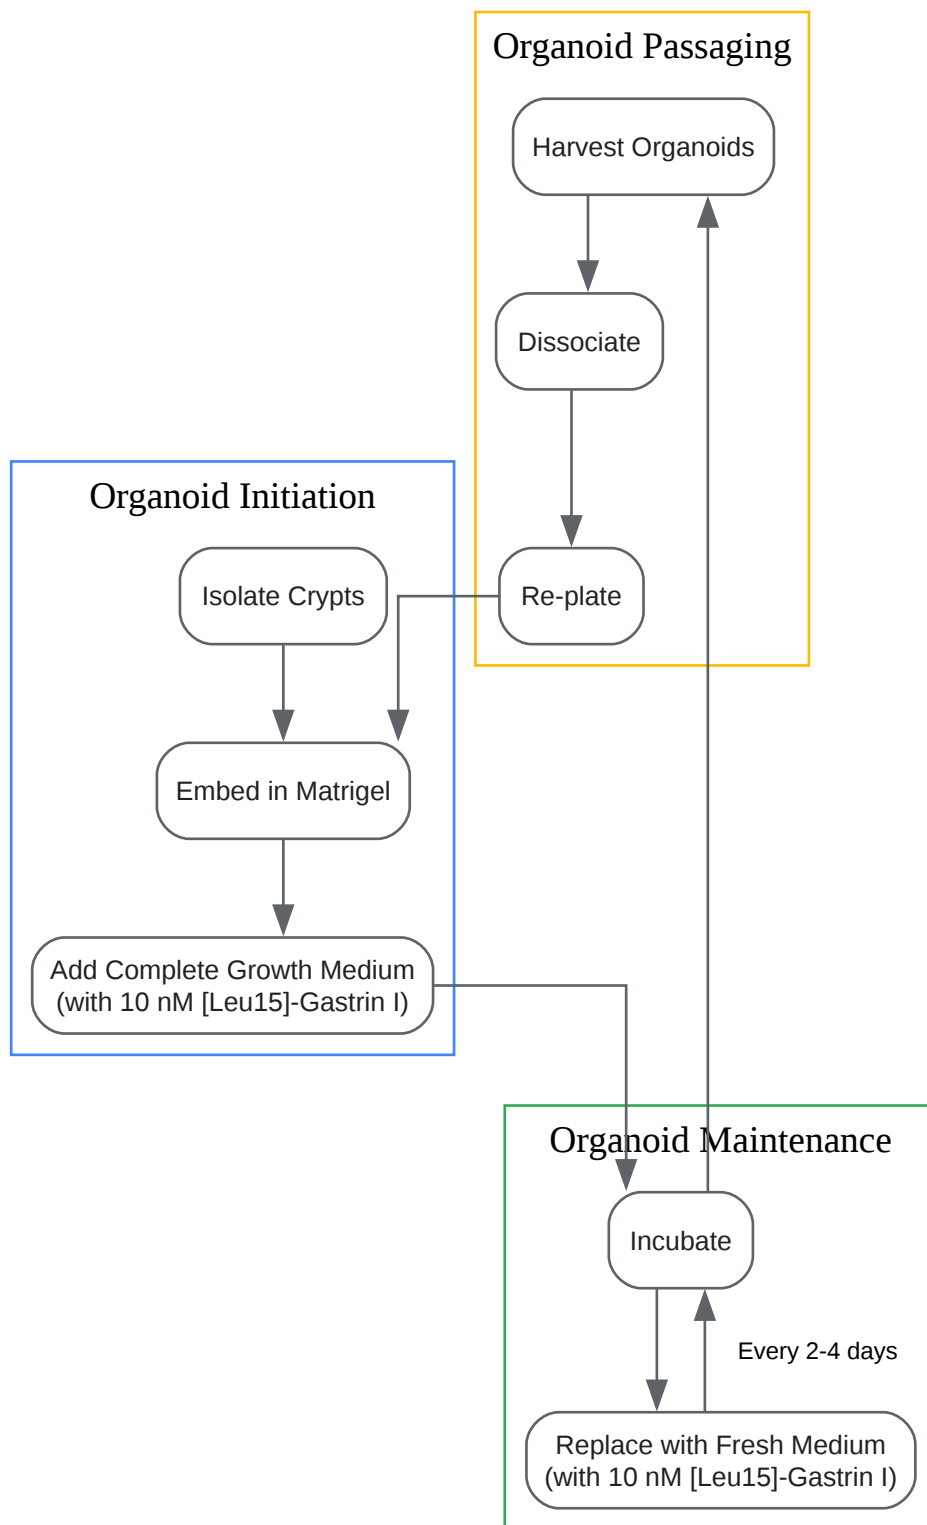 Organoid Passaging
Harvest Organoids
Dissociate
Re-plate
Organoid Initiation
Isolate Crypts
Embed in Matrigel
Add Complete Growth Medium
(with 10 nM [Leu15]-Gastrin I)
Organoid Maintenance
Incubate
Every 2-4 days
Replace with Fresh Medium
(with 10 nM [Leu15]-Gastrin I)